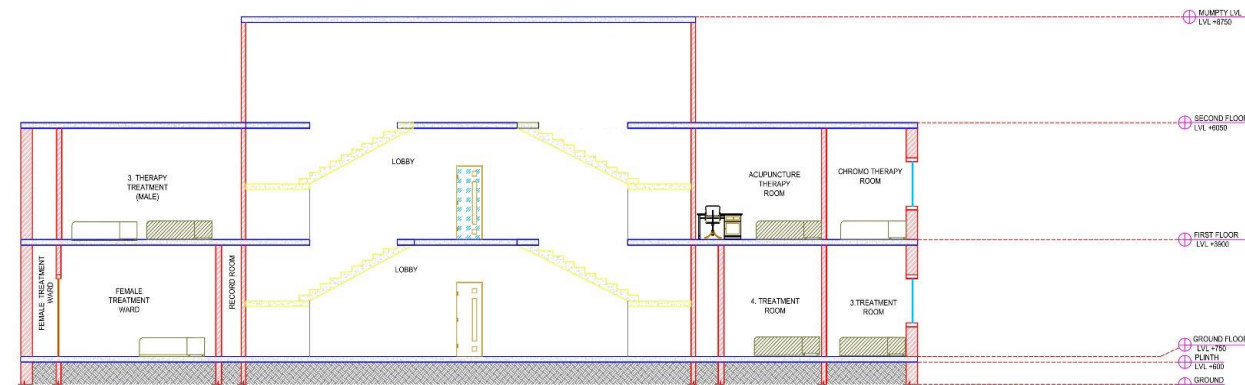 MUMPTY LVL
LVL +8750
SECOND FLOOR
LVL +6050
LOBBY
3. THERAPY
TREATMENT
(MALE)
ACUPUNCTURE
THERAPY
ROOM
CHROMO THERAPY
ROOM
FIRST FLOOR
LVL +3900
FEMALE TREATMENT
WARD
FEMALE
TREATMENT
WARD
RECORD ROOM
LOBBY
4. TREATMENT
ROOM
3.TREATMENT
ROOM
GROUND FLOOR
LVL +750
PLINTH
LVL +600
GROUND